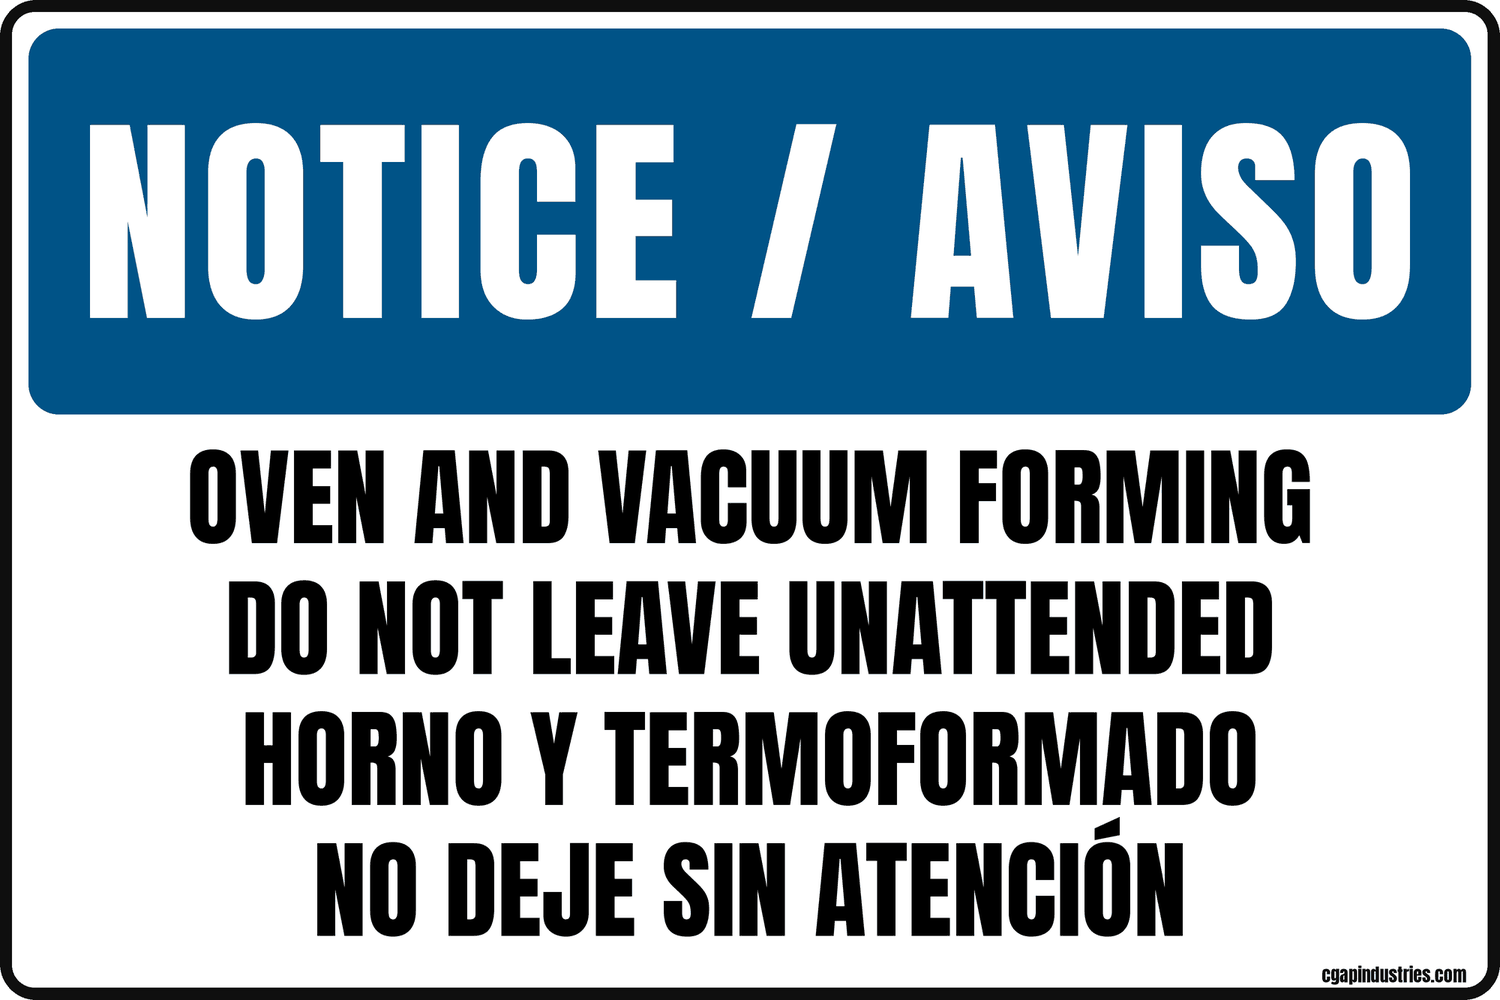 NOTICE / AVISO
OVEN AND VACUUM FORMING
DO NOT LEAVE UNATTENDED
HORNO Y TERMOFORMADO
NO DEJE SIN ATENCIÓN
cgapindustries.com